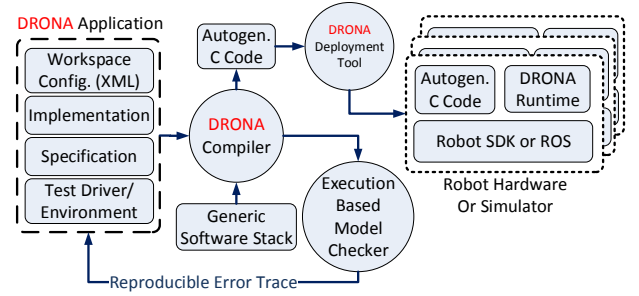 DRONA Application
Workspace
Config. (XML)
Implementation
Specification
Test Driver/
Environment
Autogen.
C Code
DRONA
Deployment
Tool
DRONA
Compiler
Generic
Software Stack
Execution
Based
Model
Checker
Reproducible Error Trace
Autogen.
C Code
DRONA
Runtime
Robot SDK or ROS
Robot Hardware
Or Simulator